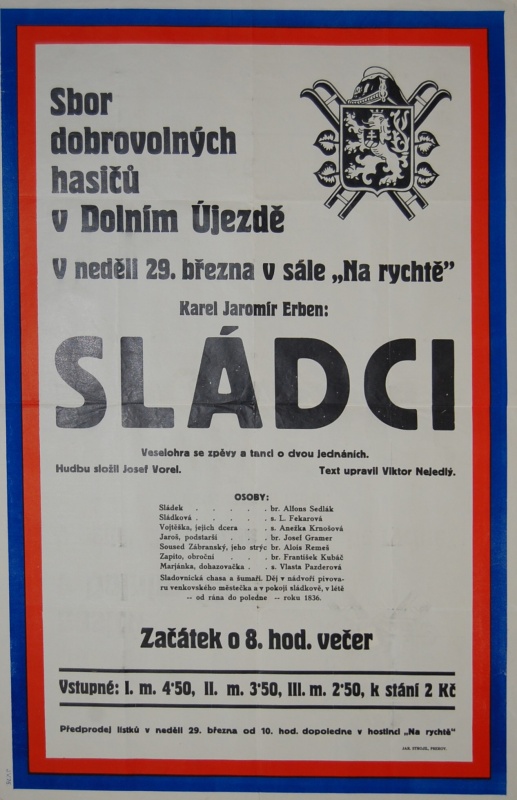 Sbor
dobrovolných
hasičů
v Dolním Újezdě
V neděli 29. března v sále „Na rychtě”
Karel Jaromír Erben:
SLÁDCI
Veselohra se zpěvy a tanci o dvou jednáních.
Hudbu složil Josef Vorel. Text upravil Viktor Nejedlý.
OSOBY:
Sládek . . . . . br. Alfons Sedlák
Sládková . . . . . s. L. Fekarová
Vojtěška, jejich dcera . . s. Anežka Krnošová
Jaroš, podstarší . . . br. Josef Gramer
Soused Zábranský, jeho strýc br. Alois Remeš
Zapito, obroční . . . br. František Kubáč
Marjánka, dohazovačka . . s. Vlasta Pazderová
Sladovnická chasa a šumaři. Děj v nádvoří pivova-
ru venkovského městečka a v pokoji sládkově, v létě
-- od rána do poledne -- roku 1836.
Začátek o 8. hod. večer
Vstupné: I. m. 4·50, II. m. 3·50, III. m. 2·50, k stání 2 Kč
Předprodej lístků v neděli 29. března od 10. hod. dopoledne v hostinci „Na rychtě”
JAR. STROJIL, PŘEROV.